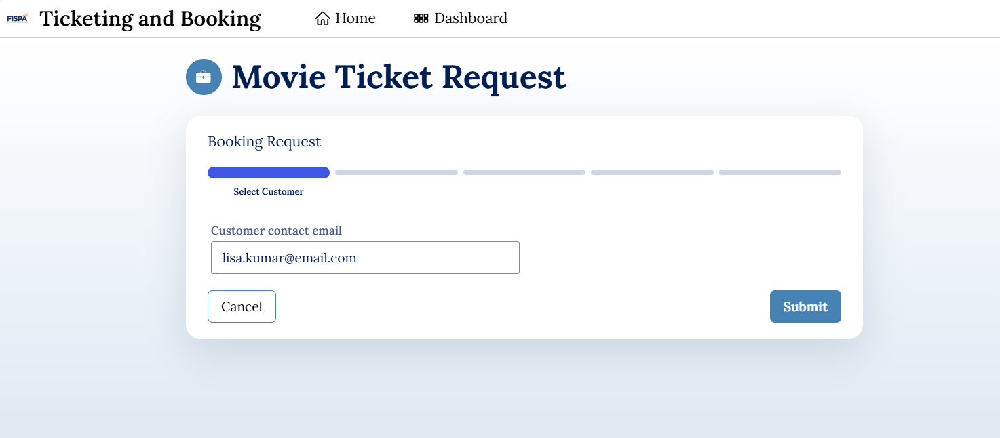 FISPA Ticketing and Booking Home Dashboard
Movie Ticket Request
Booking Request
Select Customer
Customer contact email
lisa.kumar@email.com
Cancel Submit